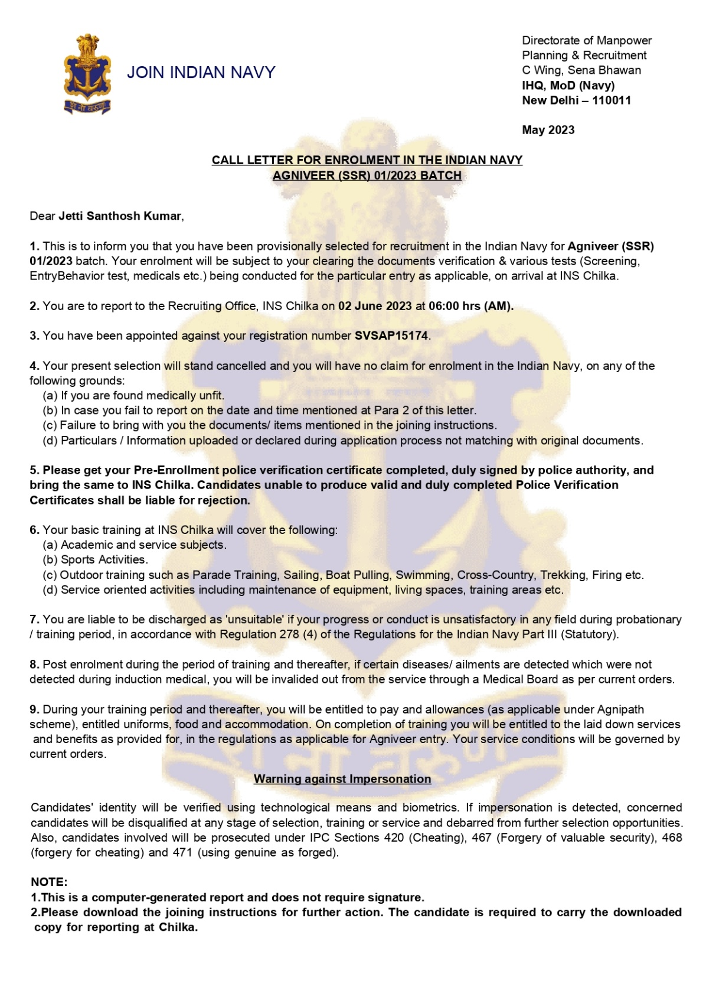 शं नो वरुणः
JOIN INDIAN NAVY
Directorate of Manpower
Planning & Recruitment
C Wing, Sena Bhawan
IHQ, MoD (Navy)
New Delhi – 110011
May 2023
CALL LETTER FOR ENROLMENT IN THE INDIAN NAVY
AGNIVEER (SSR) 01/2023 BATCH
Dear Jetti Santhosh Kumar,
1. This is to inform you that you have been provisionally selected for recruitment in the Indian Navy for Agniveer (SSR)
01/2023 batch. Your enrolment will be subject to your clearing the documents verification & various tests (Screening,
EntryBehavior test, medicals etc.) being conducted for the particular entry as applicable, on arrival at INS Chilka.
2. You are to report to the Recruiting Office, INS Chilka on 02 June 2023 at 06:00 hrs (AM).
3. You have been appointed against your registration number SVSAP15174.
4. Your present selection will stand cancelled and you will have no claim for enrolment in the Indian Navy, on any of the
following grounds:
(a) If you are found medically unfit.
(b) In case you fail to report on the date and time mentioned at Para 2 of this letter.
(c) Failure to bring with you the documents/ items mentioned in the joining instructions.
(d) Particulars / Information uploaded or declared during application process not matching with original documents.
5. Please get your Pre-Enrollment police verification certificate completed, duly signed by police authority, and
bring the same to INS Chilka. Candidates unable to produce valid and duly completed Police Verification
Certificates shall be liable for rejection.
6. Your basic training at INS Chilka will cover the following:
(a) Academic and service subjects.
(b) Sports Activities.
(c) Outdoor training such as Parade Training, Sailing, Boat Pulling, Swimming, Cross-Country, Trekking, Firing etc.
(d) Service oriented activities including maintenance of equipment, living spaces, training areas etc.
7. You are liable to be discharged as 'unsuitable' if your progress or conduct is unsatisfactory in any field during probationary
/ training period, in accordance with Regulation 278 (4) of the Regulations for the Indian Navy Part III (Statutory).
8. Post enrolment during the period of training and thereafter, if certain diseases/ ailments are detected which were not
detected during induction medical, you will be invalided out from the service through a Medical Board as per current orders.
9. During your training period and thereafter, you will be entitled to pay and allowances (as applicable under Agnipath
scheme), entitled uniforms, food and accommodation. On completion of training you will be entitled to the laid down services
and benefits as provided for, in the regulations as applicable for Agniveer entry. Your service conditions will be governed by
current orders.
शं नो वरुणः
Warning against Impersonation
Candidates' identity will be verified using technological means and biometrics. If impersonation is detected, concerned
candidates will be disqualified at any stage of selection, training or service and debarred from further selection opportunities.
Also, candidates involved will be prosecuted under IPC Sections 420 (Cheating), 467 (Forgery of valuable security), 468
(forgery for cheating) and 471 (using genuine as forged).
NOTE:
1.This is a computer-generated report and does not require signature.
2.Please download the joining instructions for further action. The candidate is required to carry the downloaded
copy for reporting at Chilka.